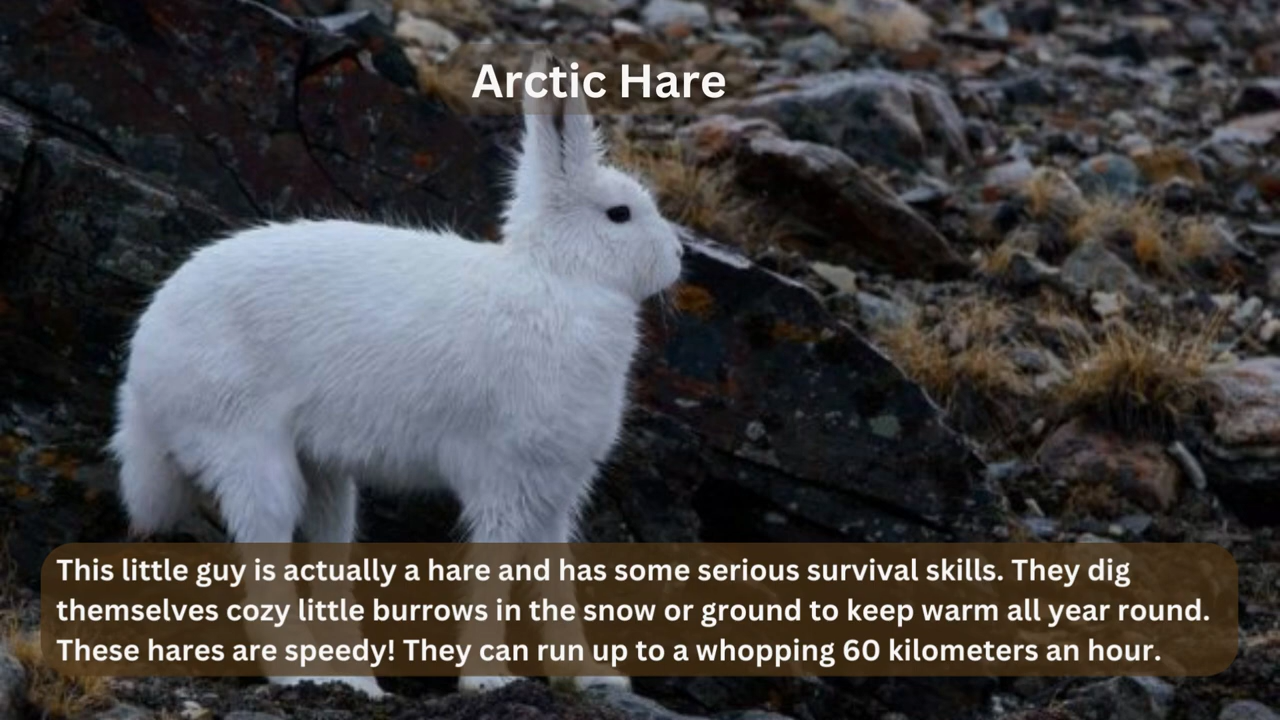 Arctic Hare
This little guy is actually a hare and has some serious survival skills. They dig
themselves cozy little burrows in the snow or ground to keep warm all year round.
These hares are speedy! They can run up to a whopping 60 kilometers an hour.